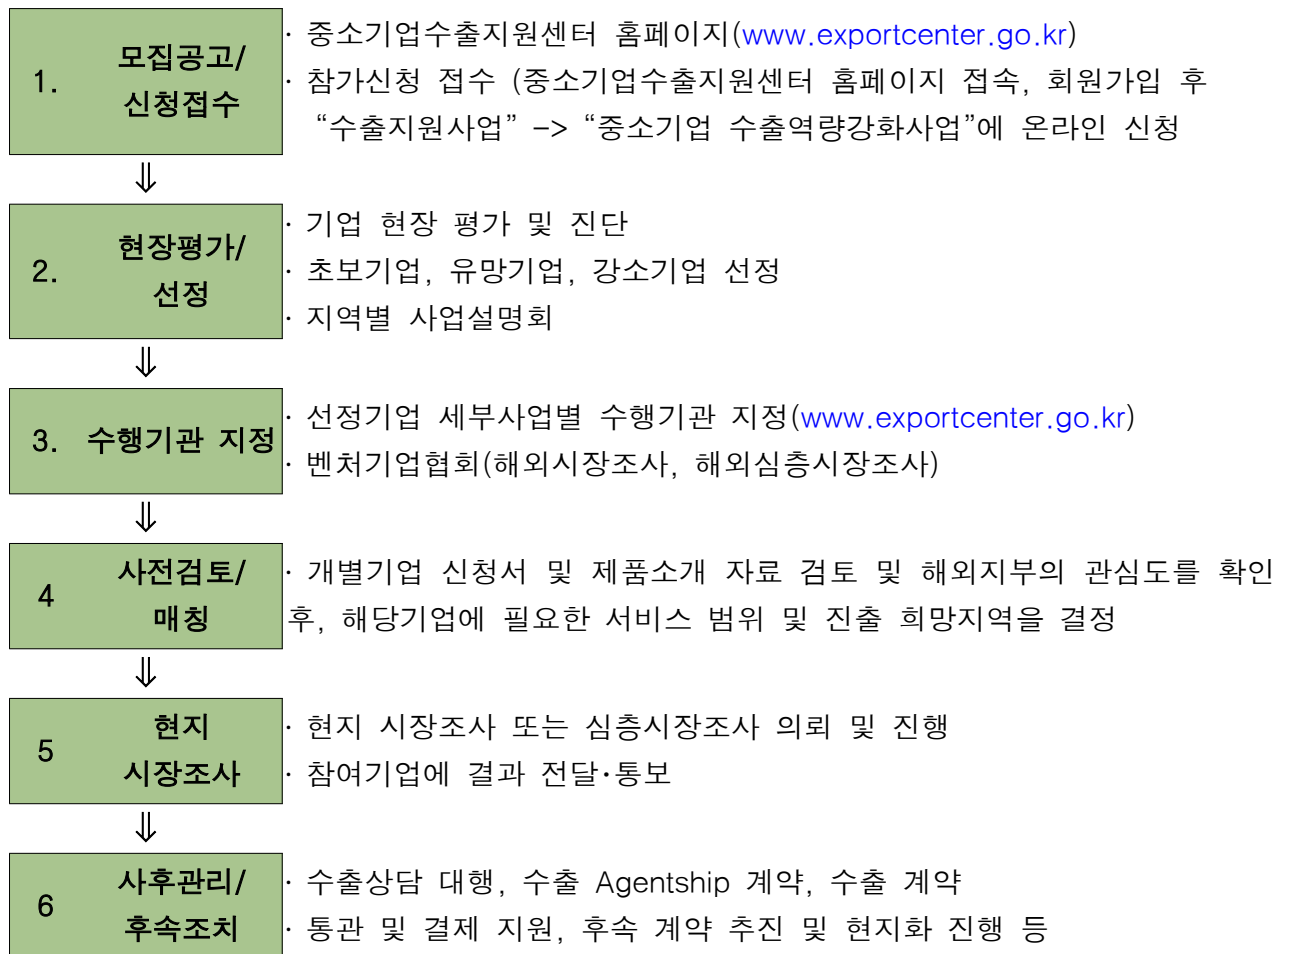 1. 모집공고/
신청접수
· 중소기업수출지원센터 홈페이지(www.exportcenter.go.kr)
· 참가신청 접수 (중소기업수출지원센터 홈페이지 접속, 회원가입 후
“수출지원사업” -> “중소기업 수출역량강화사업”에 온라인 신청
⇓
2. 현장평가/
선정
· 기업 현장 평가 및 진단
· 초보기업, 유망기업, 강소기업 선정
· 지역별 사업설명회
⇓
3. 수행기관 지정
· 선정기업 세부사업별 수행기관 지정(www.exportcenter.go.kr)
· 벤처기업협회(해외시장조사, 해외심층시장조사)
⇓
4 사전검토/
매칭
· 개별기업 신청서 및 제품소개 자료 검토 및 해외지부의 관심도를 확인
후, 해당기업에 필요한 서비스 범위 및 진출 희망지역을 결정
⇓
5 현지
시장조사
· 현지 시장조사 또는 심층시장조사 의뢰 및 진행
· 참여기업에 결과 전달·통보
⇓
6 사후관리/
후속조치
· 수출상담 대행, 수출 Agentship 계약, 수출 계약
· 통관 및 결제 지원, 후속 계약 추진 및 현지화 진행 등